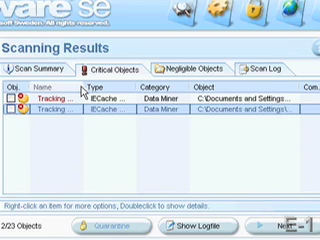 ware se
soft Sweden. All rights reserved.
Scanning Results
Scan Summary Critical Objects Negligible Objects Scan Log
Obj. Name Type Category Object Com.
Tracking ... IECache ... Data Miner C:\Documents and Settings...
Tracking ... IECache ... Data Miner C:\Documents and Settings...
Right-click an item for more options, Doubleclick to show details.
2/23 Objects Quarantine Show Logfile Next